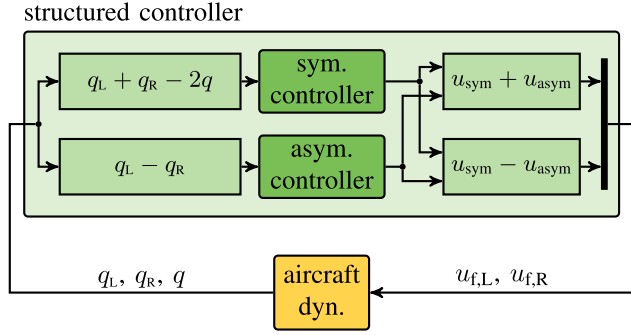 structured controller
q_L + q_R − 2q
sym.
controller
u_sym + u_asym
q_L − q_R
asym.
controller
u_sym − u_asym
q_L, q_R, q
aircraft
dyn.
u_f,L, u_f,R